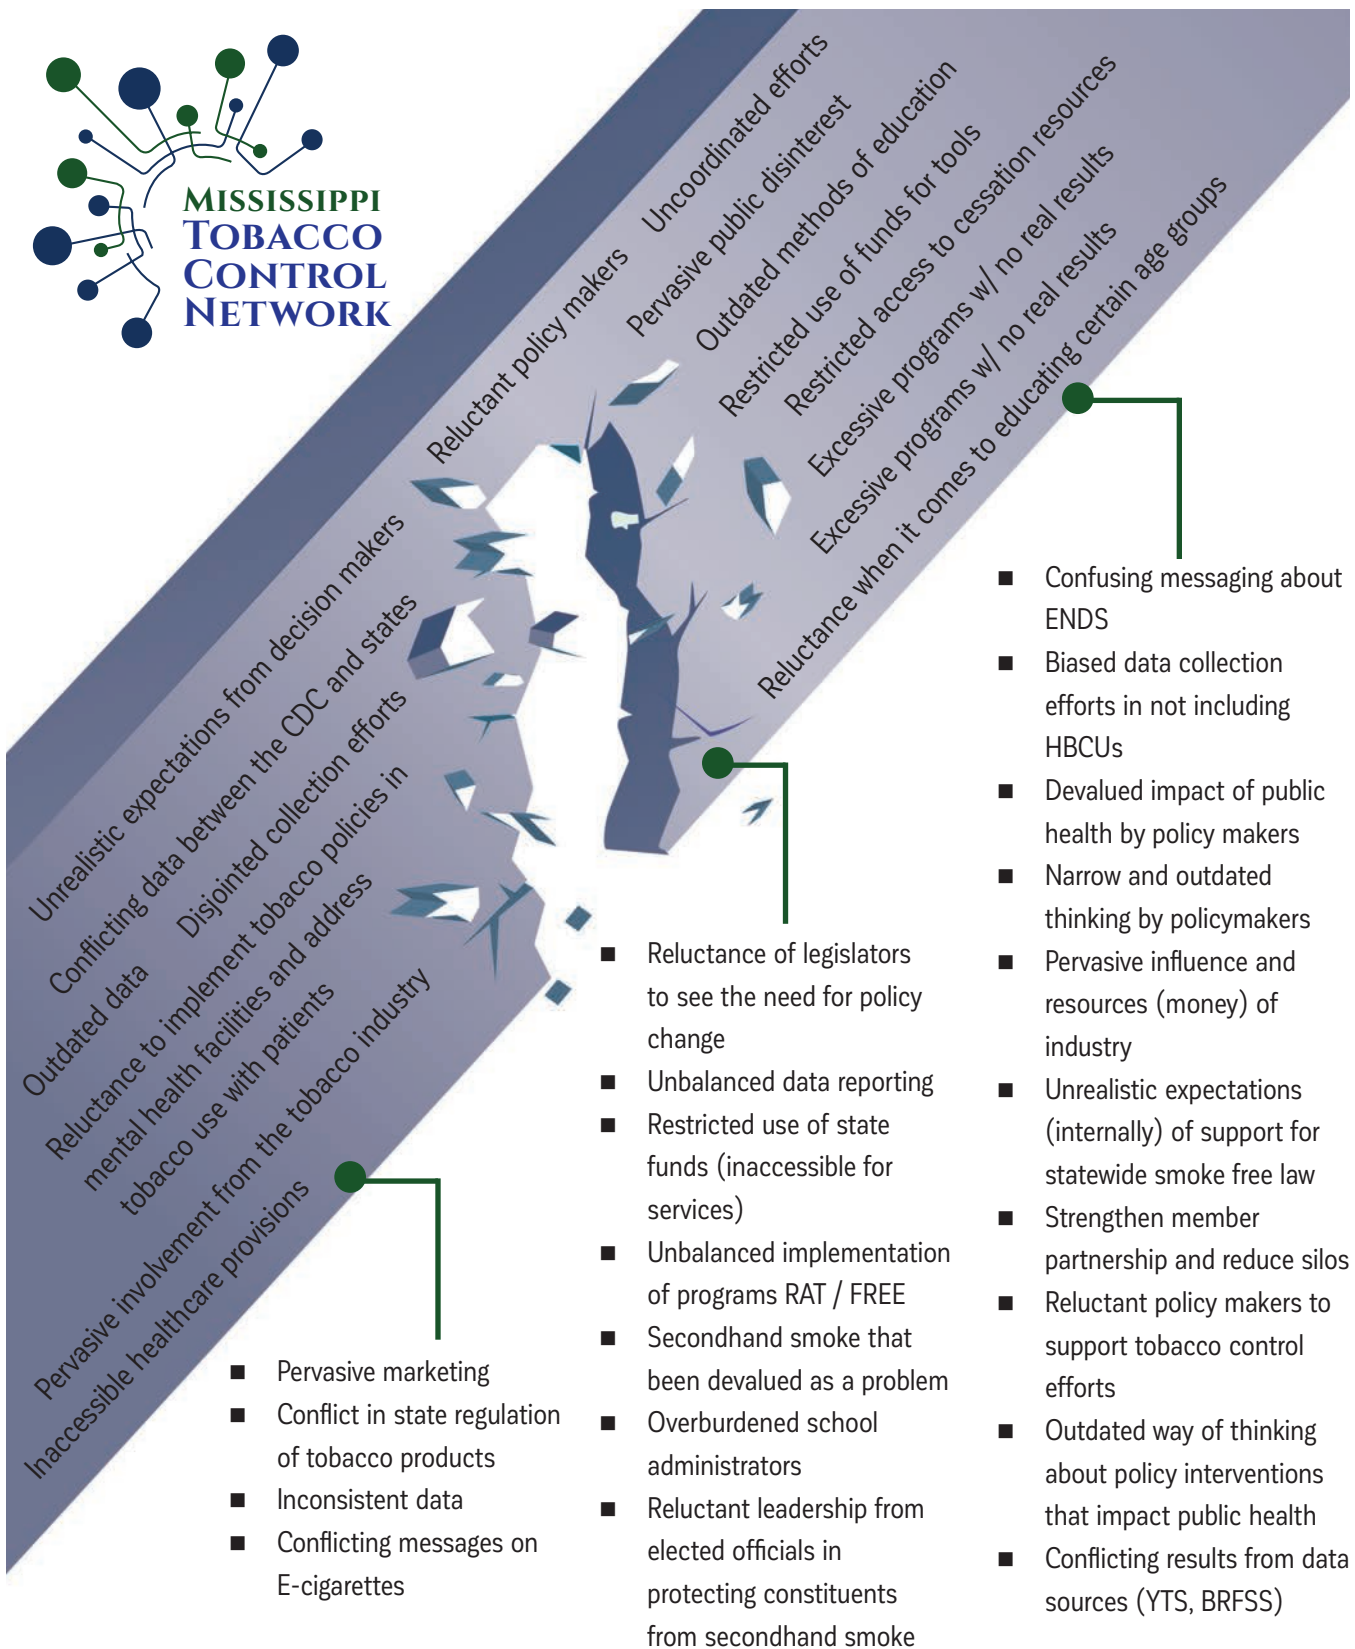 MISSISSIPPI
TOBACCO
CONTROL
NETWORK
Uncoordinated efforts
Pervasive public disinterest
Outdated methods of education
Reluctant policy makers
Restricted use of funds for tools
Restricted access to cessation resources
Excessive programs w/ no real results
Excessive programs w/ no real results
Reluctance when it comes to educating certain age groups
Unrealistic expectations from decision makers
Conflicting data between the CDC and states
Disjointed collection efforts
Outdated data
Reluctance to implement tobacco policies in
mental health facilities and address
tobacco use with patients
Pervasive involvement from the tobacco industry
Inaccessible healthcare provisions
■ Pervasive marketing
■ Conflict in state regulation
of tobacco products
■ Inconsistent data
■ Conflicting messages on
E-cigarettes
■ Reluctance of legislators
to see the need for policy
change
■ Unbalanced data reporting
■ Restricted use of state
funds (inaccessible for
services)
■ Unbalanced implementation
of programs RAT / FREE
■ Secondhand smoke that
been devalued as a problem
■ Overburdened school
administrators
■ Reluctant leadership from
elected officials in
protecting constituents
from secondhand smoke
■ Confusing messaging about
ENDS
■ Biased data collection
efforts in not including
HBCUs
■ Devalued impact of public
health by policy makers
■ Narrow and outdated
thinking by policymakers
■ Pervasive influence and
resources (money) of
industry
■ Unrealistic expectations
(internally) of support for
statewide smoke free law
■ Strengthen member
partnership and reduce silos
■ Reluctant policy makers to
support tobacco control
efforts
■ Outdated way of thinking
about policy interventions
that impact public health
■ Conflicting results from data
sources (YTS, BRFSS)